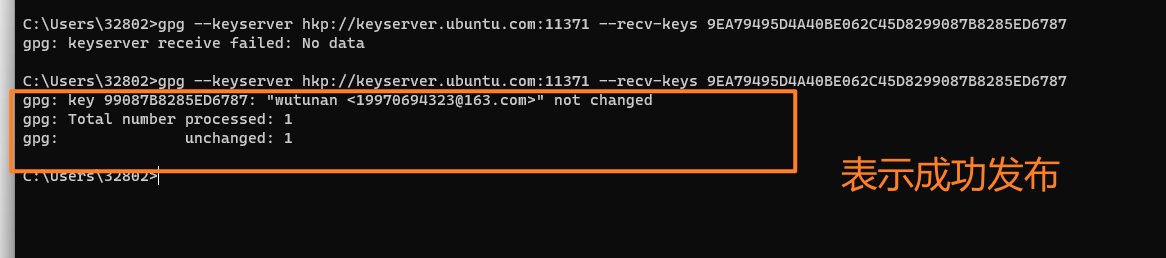 C:\Users\32802>gpg --keyserver hkp://keyserver.ubuntu.com:11371 --recv-keys 9EA79495D4A40BE062C45D8299087B8285ED6787
gpg: keyserver receive failed: No data
C:\Users\32802>gpg --keyserver hkp://keyserver.ubuntu.com:11371 --recv-keys 9EA79495D4A40BE062C45D8299087B8285ED6787
gpg: key 99087B8285ED6787: "wutunan <19970694323@163.com>" not changed
gpg: Total number processed: 1
gpg:              unchanged: 1
表示成功发布
C:\Users\32802>